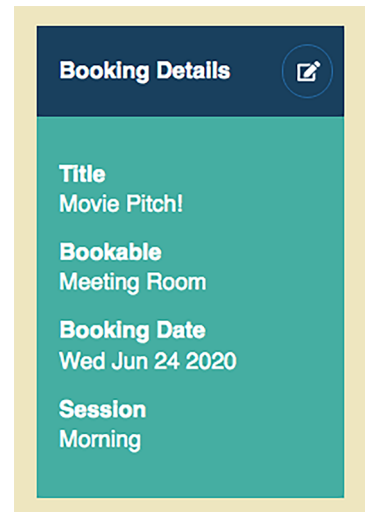 Booking Details
Title
Movie Pitch!
Bookable
Meeting Room
Booking Date
Wed Jun 24 2020
Session
Morning